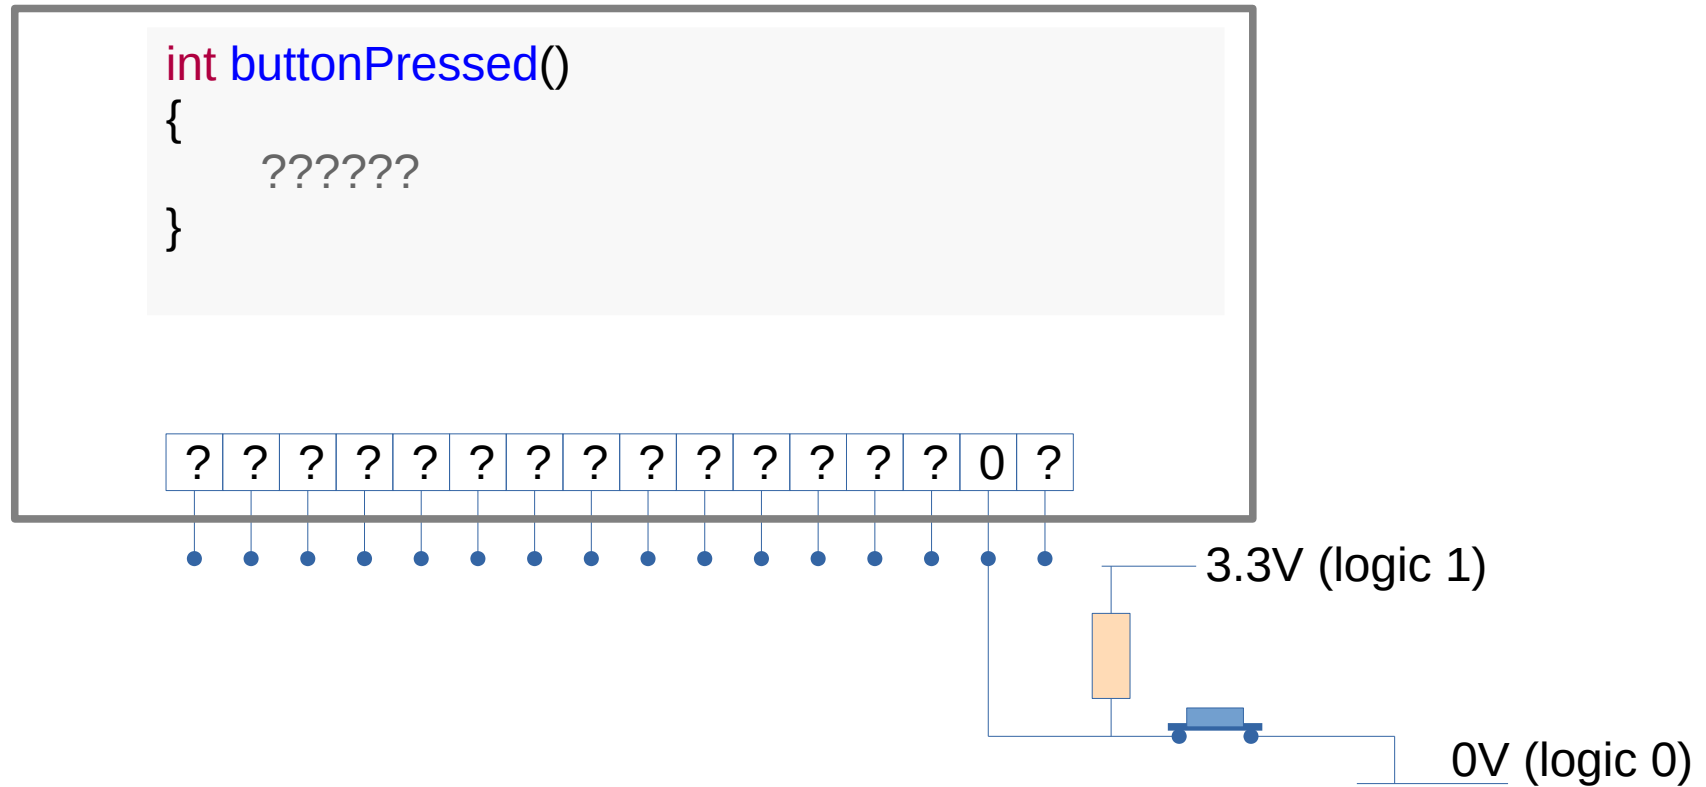 int buttonPressed()
{
??????
}
? ? ? ? ? ? ? ? ? ? ? ? ? ? 0 ?
3.3V (logic 1)
0V (logic 0)